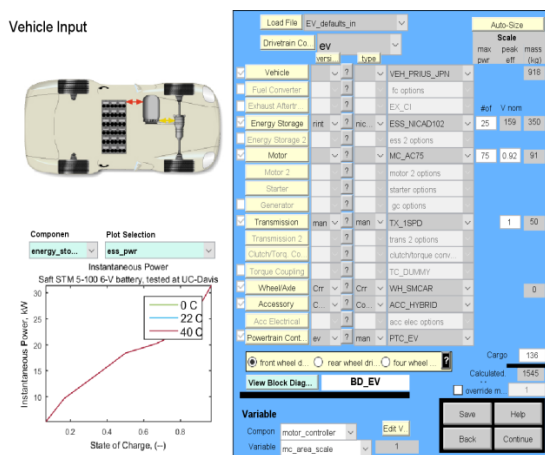 Vehicle Input
Load File EV_defaults_in
Auto-Size
Drivetrain Co ev
Scale
max pwr peak eff mass (kg)
versi type
Vehicle ? VEH_PRIUS_JPN 918
Fuel Converter ? fc options
Exhaust Aftertr... ? EX_CI #of V nom
Energy Storage rint ? nic... ESS_NICAD102 25 159 350
Energy Storage 2 ? ess 2 options
Motor ? MC_AC75 75 0.92 91
Motor 2 ? motor 2 options
Starter ? starter options
Generator ? gc options
Transmission man ? man TX_1SPD 1 50
Transmission 2 ? trans 2 options
Clutch/Torq. Co ? clutch/torque conv...
Torque Coupling ? TC_DUMMY
Wheel/Axle Crr ? Crr WH_SMCAR 0
Accessory C... ? Co... ACC_HYBRID
Acc Electrical ? acc elec options
Powertrain Cont... ev ? man PTC_EV
front wheel d... rear wheel dri... four wheel ... ?
Cargo 136
Calculated. 1545
View Block Diag... BD_EV
override m... 1
Variable
Compon motor_controller Edit V...
Variable mc_area_scale 1
Save Help
Back Continue
Componen Plot Selection
energy_sto... ess_pwr
Instantaneous Power
Saft STM 5-100 6-V battery, tested at UC-Davis
Instantaneous Power, kW
30
25
20
15
10
0 C
22 C
40 C
0.2 0.4 0.6 0.8
State of Charge, (--)